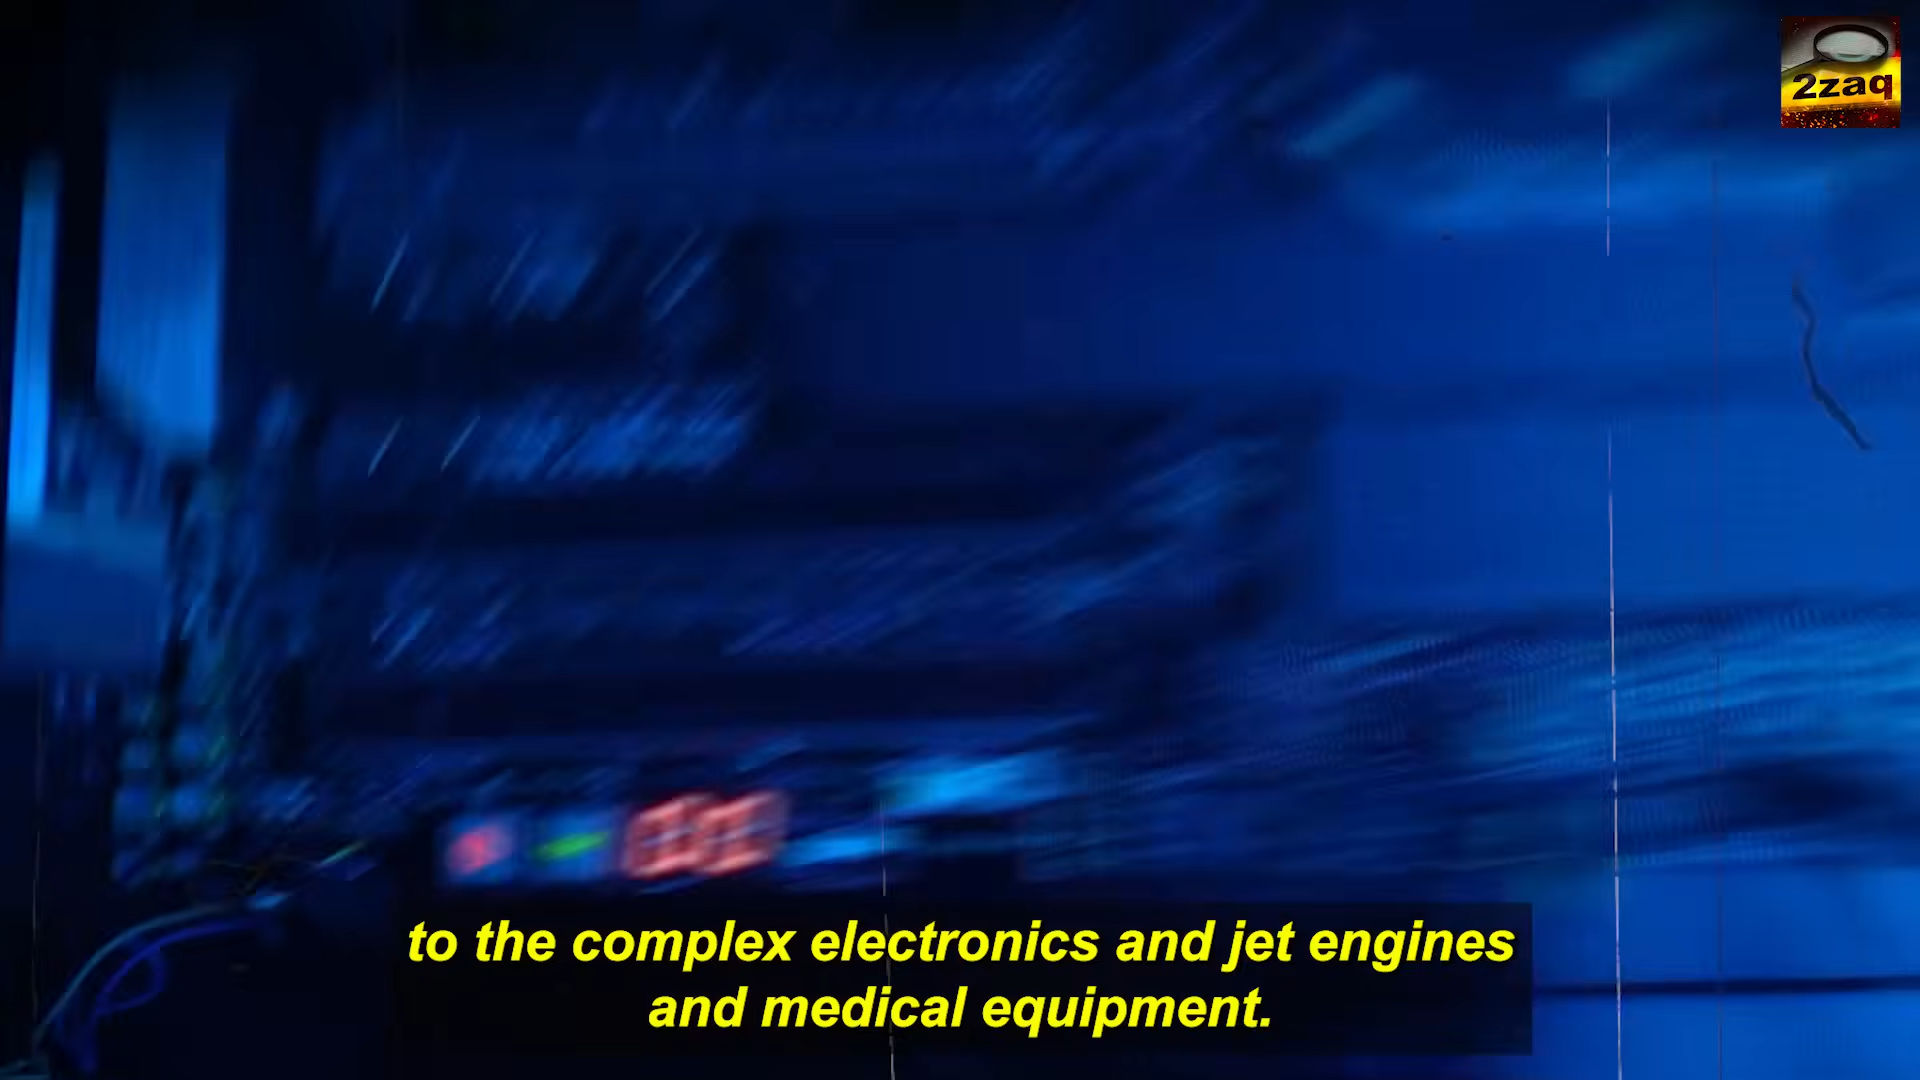 2zaq
to the complex electronics and jet engines
and medical equipment.